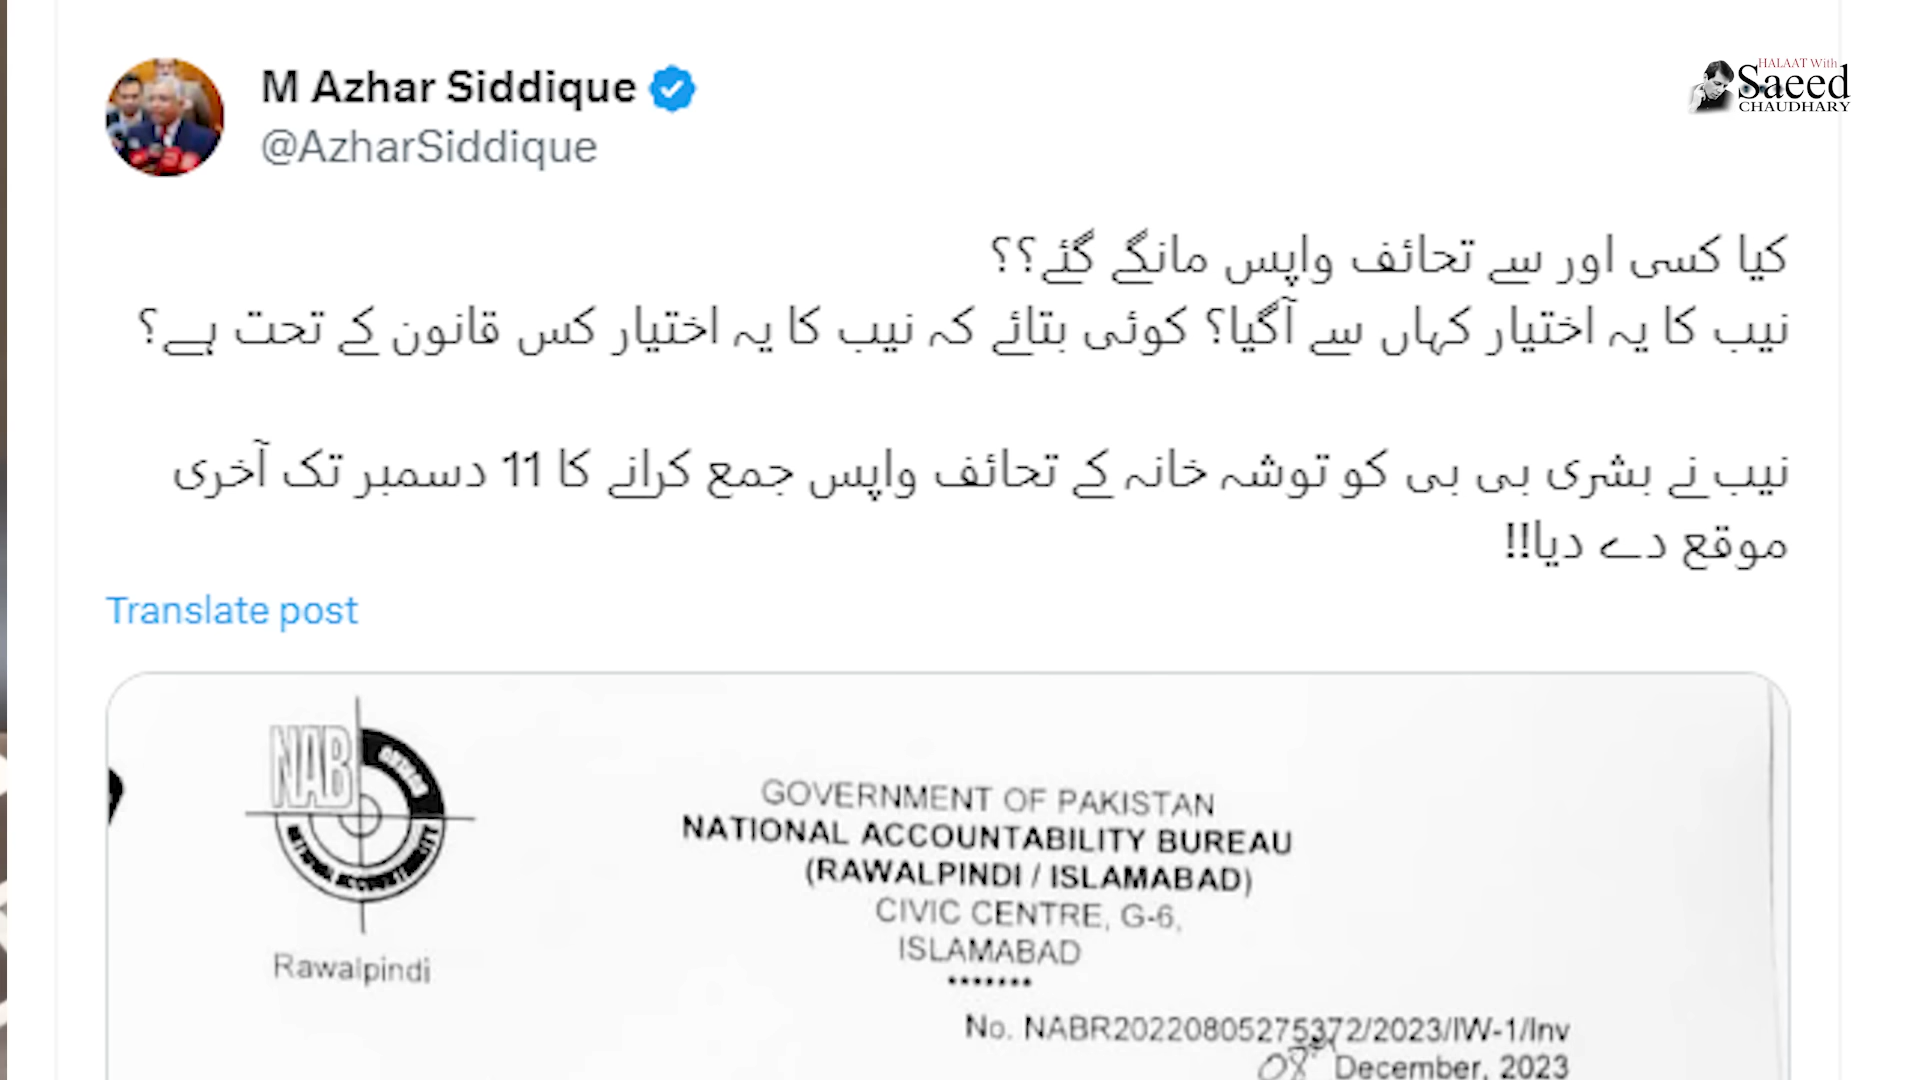 M Azhar Siddique
@AzharSiddique
HALAAT With
Saeed
CHAUDHARY
کیا کسی اور سے تحائف واپس مانگے گئے؟؟
نیب کا یہ اختیار کہاں سے آگیا؟ کوئی بتائے کہ نیب کا یہ اختیار کس قانون کے تحت ہے؟
نیب نے بشری بی بی کو توشہ خانہ کے تحائف واپس جمع کرانے کا 11 دسمبر تک آخری
موقع دے دیا!!
Translate post
NAB
NATIONAL ACCOUNTABILITY
Rawalpindi
GOVERNMENT OF PAKISTAN
NATIONAL ACCOUNTABILITY BUREAU
(RAWALPINDI / ISLAMABAD)
CIVIC CENTRE, G-6,
ISLAMABAD
*******
No. NABR20220805275372/2023/IW-1/Inv
08th December, 2023